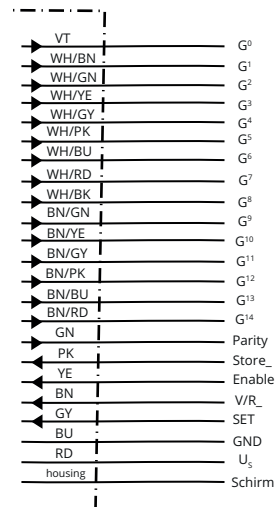 VT G⁰
WH/BN G¹
WH/GN G²
WH/YE G³
WH/GY G⁴
WH/PK G⁵
WH/BU G⁶
WH/RD G⁷
WH/BK G⁸
BN/GN G⁹
BN/YE G¹⁰
BN/GY G¹¹
BN/PK G¹²
BN/BU G¹³
BN/RD G¹⁴
GN Parity
PK Store_
YE Enable
BN V/R_
GY SET
BU GND
RD Uₛ
housing Schirm